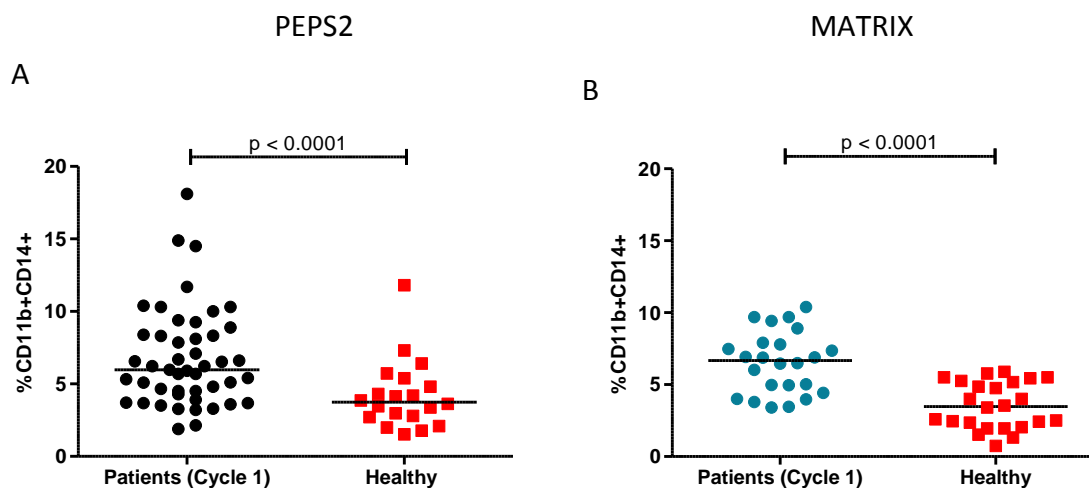 PEPS2
MATRIX
A
B
p < 0.0001
p < 0.0001
%CD11b+CD14+
20
15
10
5
0
Patients (Cycle 1)
Healthy
%CD11b+CD14+
20
15
10
5
0
Patients (Cycle 1)
Healthy